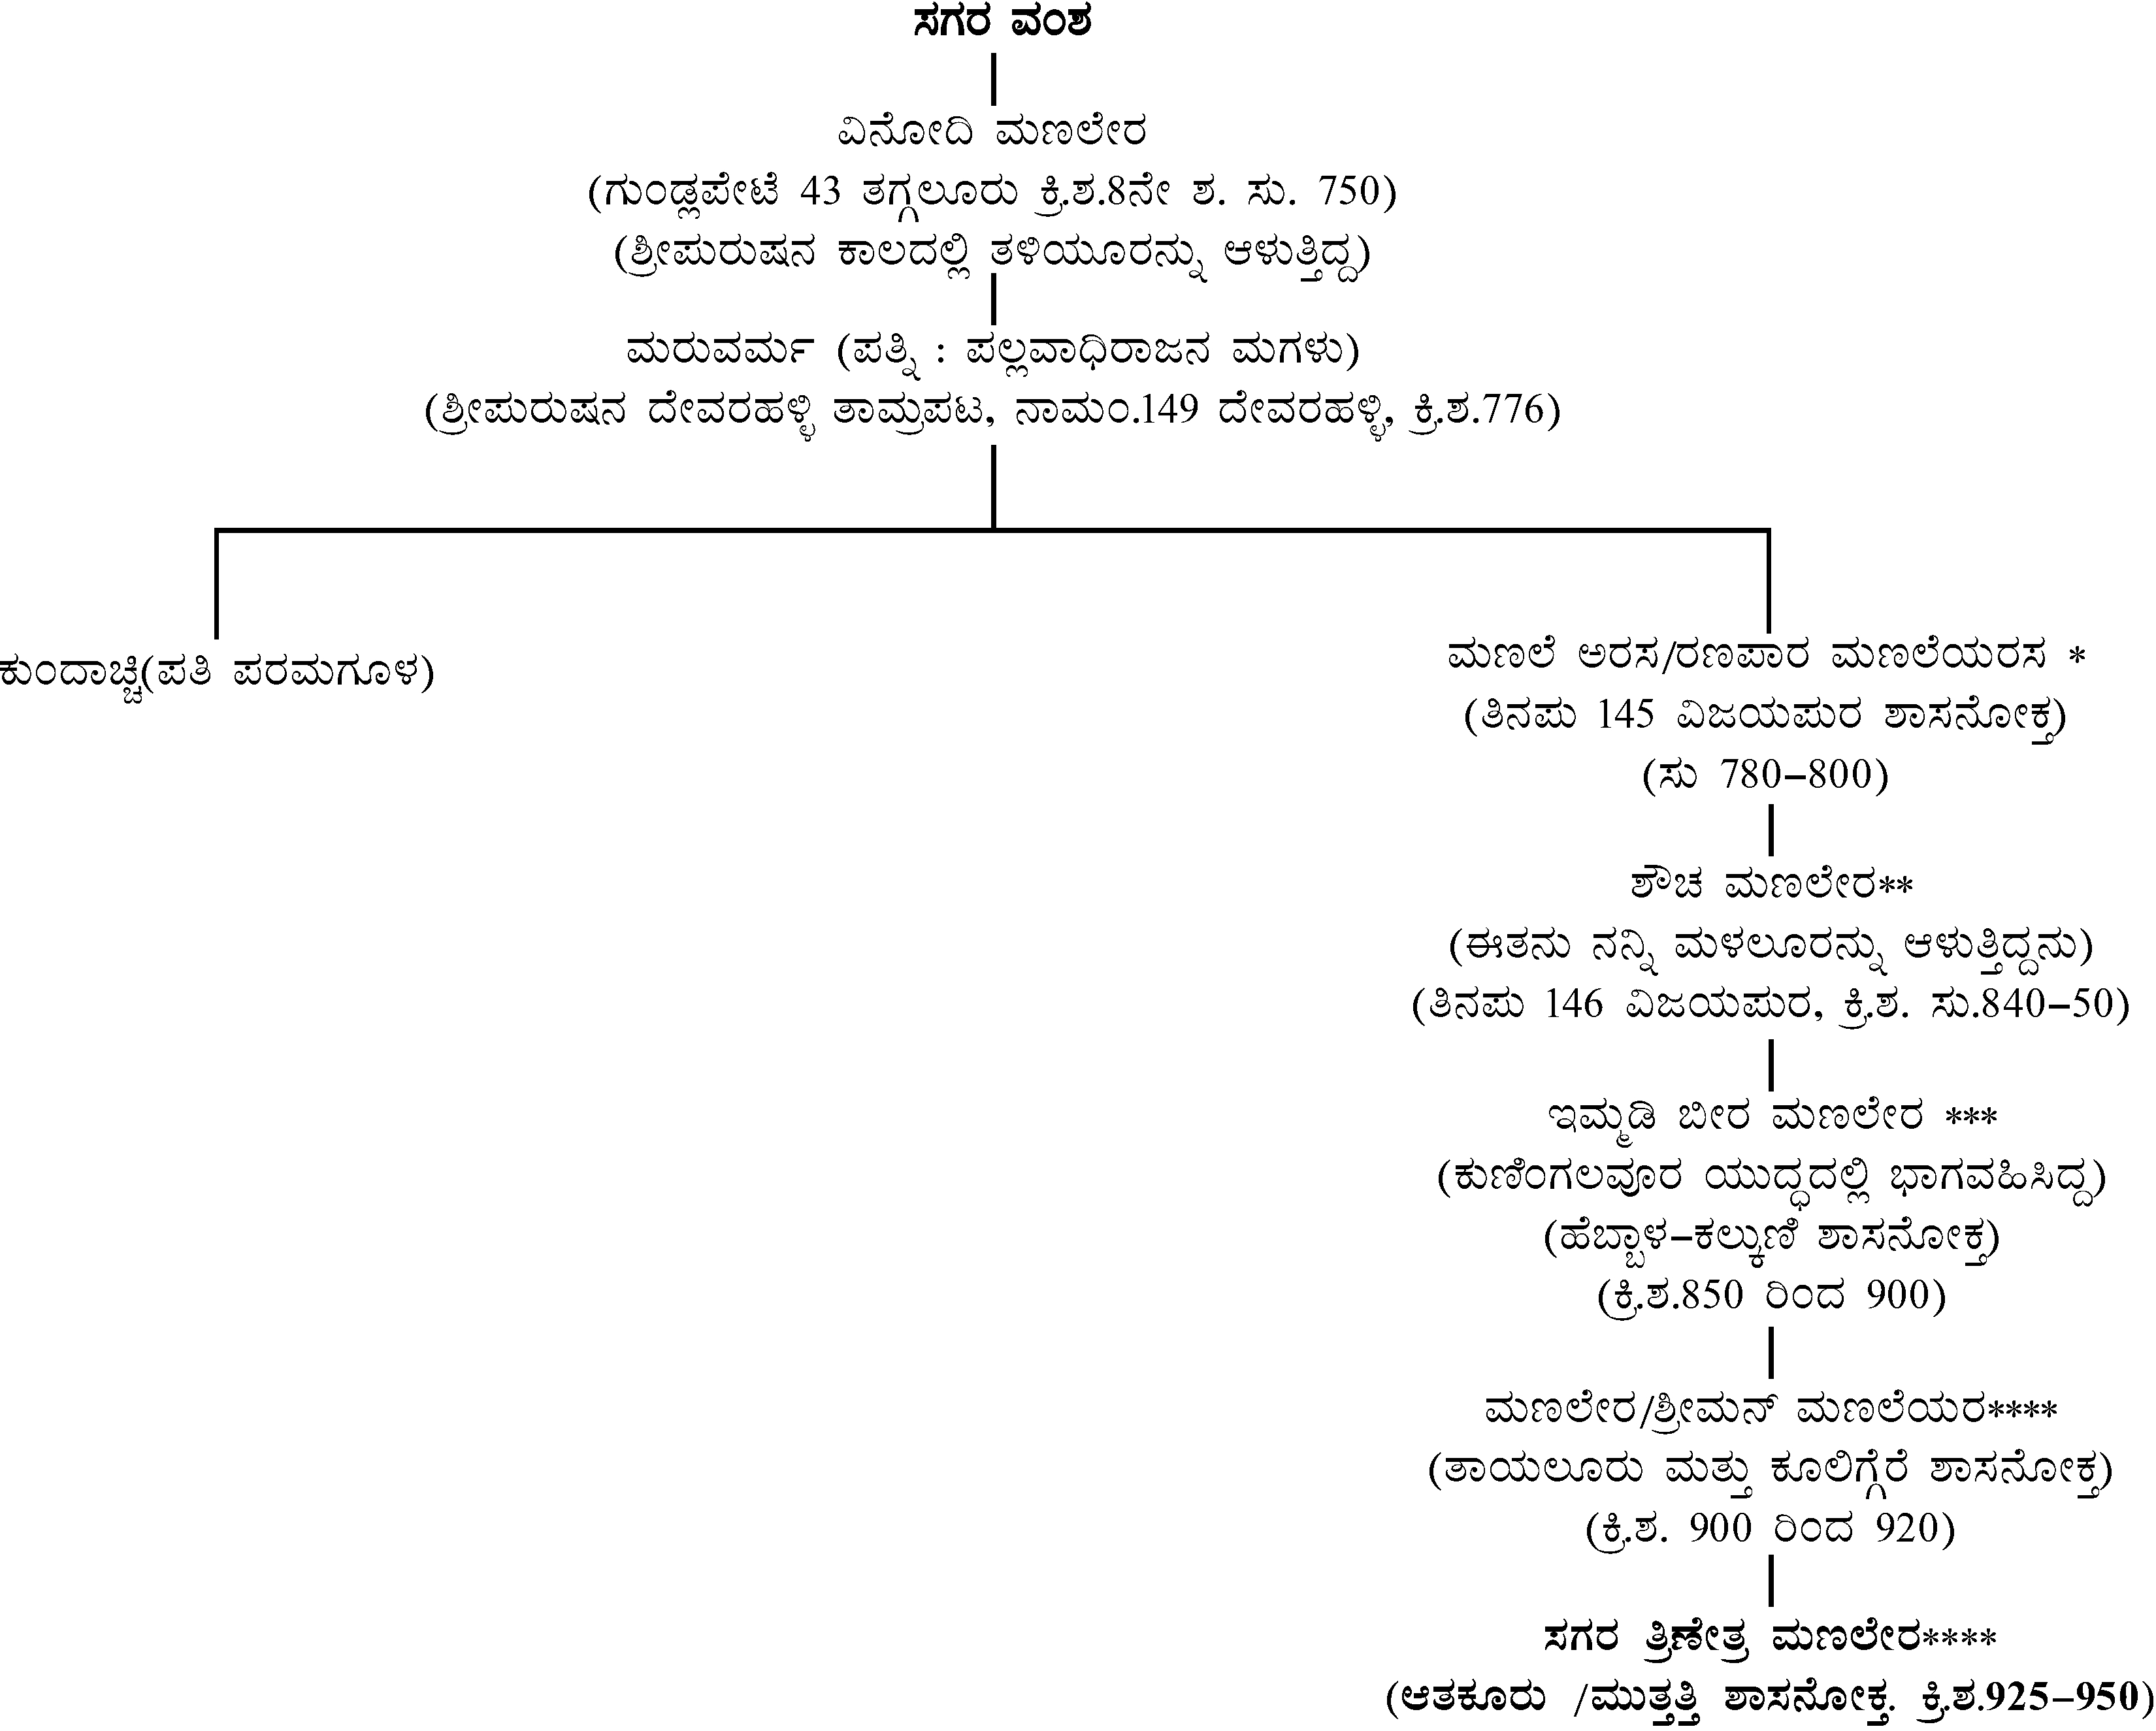 ಸಗರ ವಂಶ
ವಿನೋದಿ ಮಣಲೇರ
(ಗುಂಡ್ಲಪೇಟೆ 43 ತಗ್ಗಲೂರು ಕ್ರಿ.ಶ.8ನೇ ಶ. ಸು. 750)
(ಶ್ರೀಪುರುಷನ ಕಾಲದಲ್ಲಿ ತಳಿಯೂರನ್ನು ಆಳುತ್ತಿದ್ದ)
ಮರುವರ್ಮ (ಪತ್ನಿ : ಪಲ್ಲವಾಧಿರಾಜನ ಮಗಳು)
(ಶ್ರೀಪುರುಷನ ದೇವರಹಳ್ಳಿ ತಾಮ್ರಪಟ, ನಾಮಂ.149 ದೇವರಹಳ್ಳಿ, ಕ್ರಿ.ಶ.776)
ಕುಂದಾಚ್ಚಿ(ಪತಿ ಪರಮಗೂಳ)
ಮಣಲೆ ಅರಸ/ರಣಪಾರ ಮಣಲೆಯರಸ *
(ತಿನಪು 145 ವಿಜಯಪುರ ಶಾಸನೋಕ್ತ)
(ಸು 780–800)
ಶೌಚ ಮಣಲೇರ**
(ಈತನು ನನ್ನಿ ಮಳಲೂರನ್ನು ಆಳುತ್ತಿದ್ದನು)
(ತಿನಪು 146 ವಿಜಯಪುರ, ಕ್ರಿ.ಶ. ಸು.840–50)
ಇಮ್ಮಡಿ ಬೀರ ಮಣಲೇರ ***
(ಕುಣಿಂಗಲವೂರ ಯುದ್ಧದಲ್ಲಿ ಭಾಗವಹಿಸಿದ್ದ)
(ಹೆಬ್ಬಾಳ–ಕಲ್ಕುಣಿ ಶಾಸನೋಕ್ತ)
(ಕ್ರಿ.ಶ.850 ರಿಂದ 900)
ಮಣಲೇರ/ಶ್ರೀಮನ್ ಮಣಲೆಯರ****
(ತಾಯಲೂರು ಮತ್ತು ಕೂಲಿಗ್ಗೆರೆ ಶಾಸನೋಕ್ತ)
(ಕ್ರಿ.ಶ. 900 ರಿಂದ 920)
ಸಗರ ತ್ರಿಣೇತ್ರ ಮಣಲೇರ****
(ಆತಕೂರು /ಮುತ್ತತ್ತಿ ಶಾಸನೋಕ್ತ. ಕ್ರಿ.ಶ.925–950)